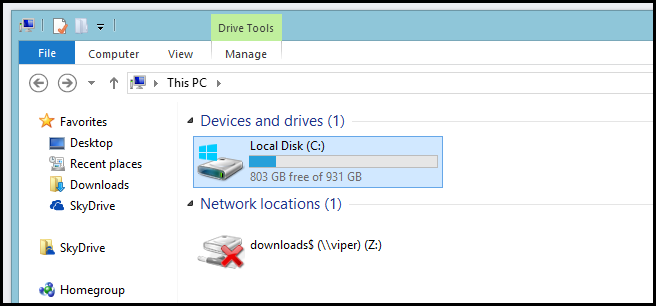 Drive Tools
File Computer View Manage
This PC
Favorites
Desktop
Recent places
Downloads
SkyDrive
SkyDrive
Homegroup
Devices and drives (1)
Local Disk (C:)
803 GB free of 931 GB
Network locations (1)
downloads$ (\\viper) (Z:)